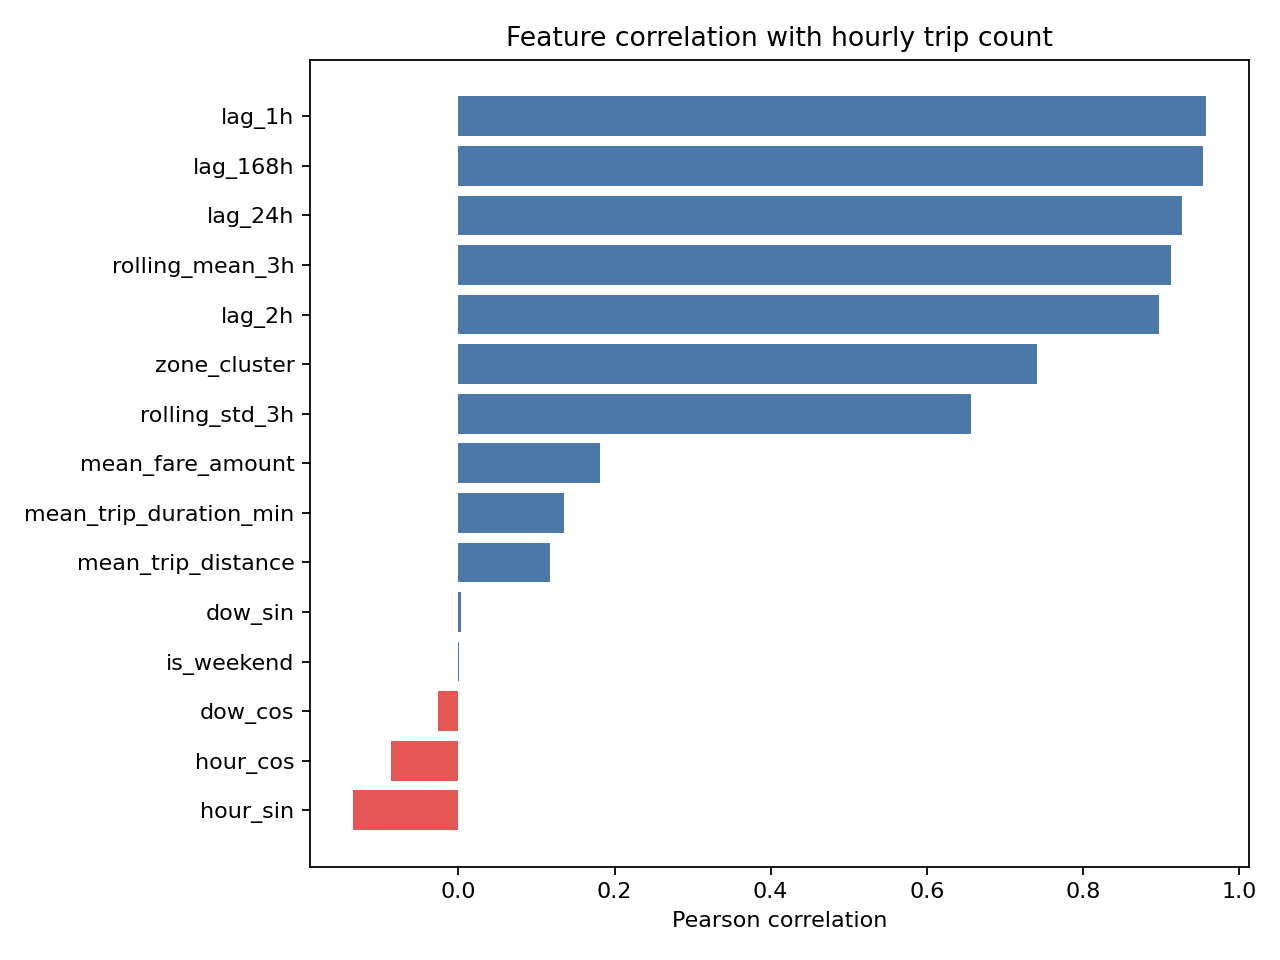 Feature correlation with hourly trip count
lag_1h
lag_168h
lag_24h
rolling_mean_3h
lag_2h
zone_cluster
rolling_std_3h
mean_fare_amount
mean_trip_duration_min
mean_trip_distance
dow_sin
is_weekend
dow_cos
hour_cos
hour_sin
0.0 0.2 0.4 0.6 0.8 1.0
Pearson correlation